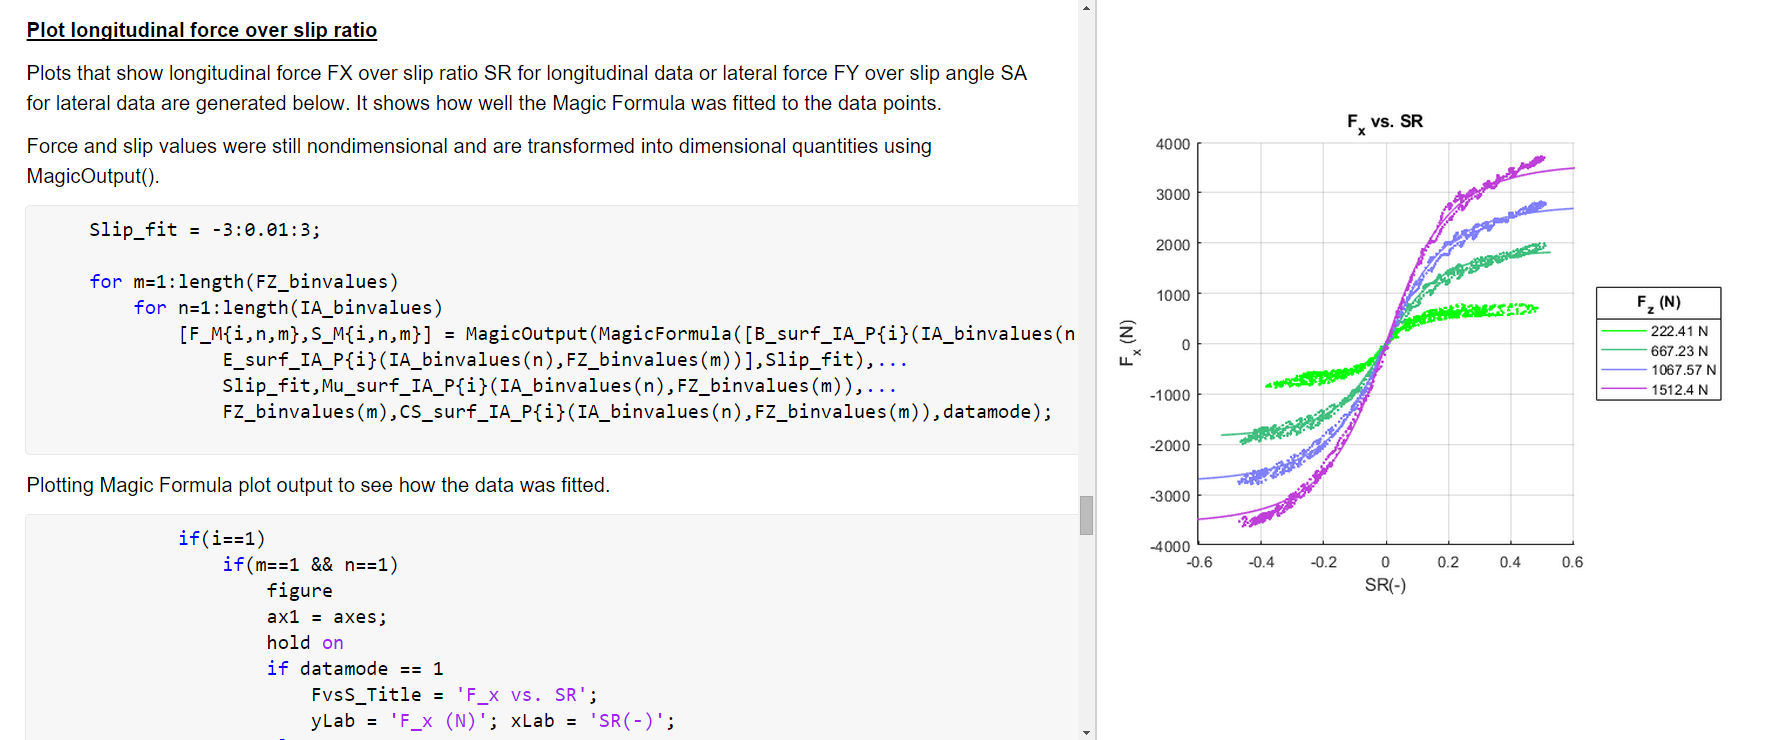 Plot longitudinal force over slip ratio
Plots that show longitudinal force FX over slip ratio SR for longitudinal data or lateral force FY over slip angle SA
for lateral data are generated below. It shows how well the Magic Formula was fitted to the data points.
Force and slip values were still nondimensional and are transformed into dimensional quantities using
MagicOutput().
Slip_fit = -3:0.01:3;
for m=1:length(FZ_binvalues)
for n=1:length(IA_binvalues)
[F_M{i,n,m},S_M{i,n,m}] = MagicOutput(MagicFormula([B_surf_IA_P{i}(IA_binvalues(n
E_surf_IA_P{i}(IA_binvalues(n),FZ_binvalues(m))],Slip_fit),...
Slip_fit,Mu_surf_IA_P{i}(IA_binvalues(n),FZ_binvalues(m)),...
FZ_binvalues(m),CS_surf_IA_P{i}(IA_binvalues(n),FZ_binvalues(m)),datamode);
Plotting Magic Formula plot output to see how the data was fitted.
if(i==1)
if(m==1 && n==1)
figure
ax1 = axes;
hold on
if datamode == 1
FvsS_Title = 'F_x vs. SR';
yLab = 'F_x (N)'; xLab = 'SR(-)';
Fx vs. SR
4000
3000
2000
1000
0
-1000
-2000
-3000
-4000
Fx (N)
-0.6 -0.4 -0.2 0 0.2 0.4 0.6
SR(-)
Fz (N)
222.41 N
667.23 N
1067.57 N
1512.4 N